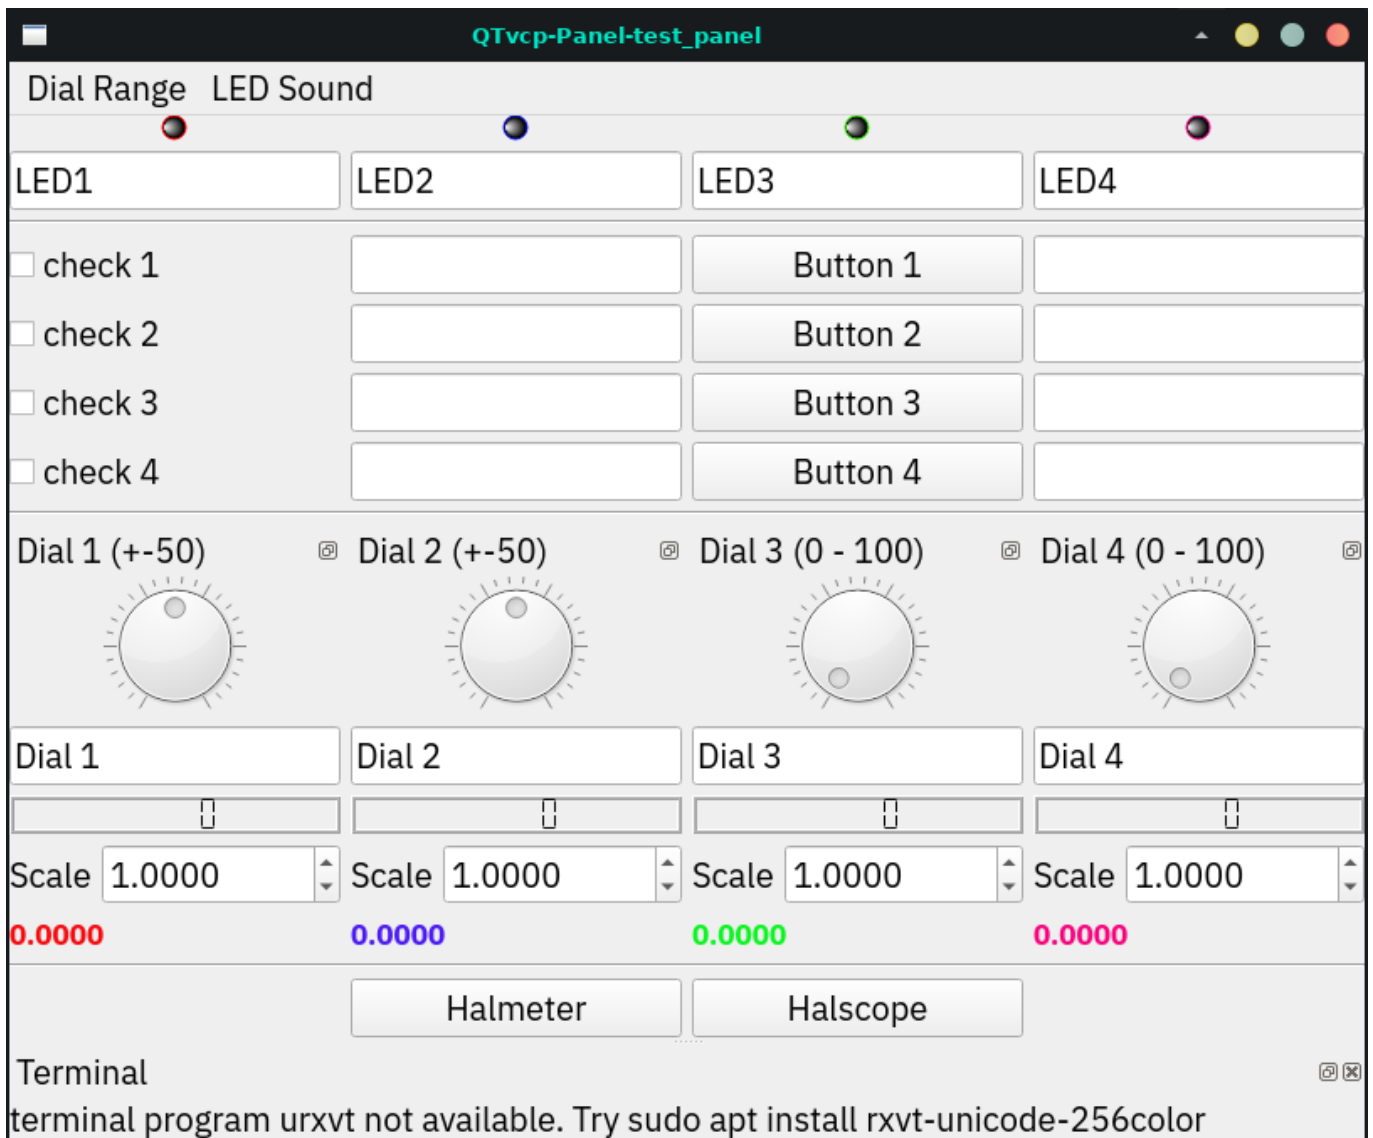 QTvcp-Panel-test_panel
Dial Range LED Sound
LED1 LED2 LED3 LED4
check 1 Button 1
check 2 Button 2
check 3 Button 3
check 4 Button 4
Dial 1 (+-50) Dial 2 (+-50) Dial 3 (0 - 100) Dial 4 (0 - 100)
Dial 1 Dial 2 Dial 3 Dial 4
0 0 0 0
Scale 1.0000 Scale 1.0000 Scale 1.0000 Scale 1.0000
0.0000 0.0000 0.0000 0.0000
Halmeter Halscope
Terminal
terminal program urxvt not available. Try sudo apt install rxvt-unicode-256color